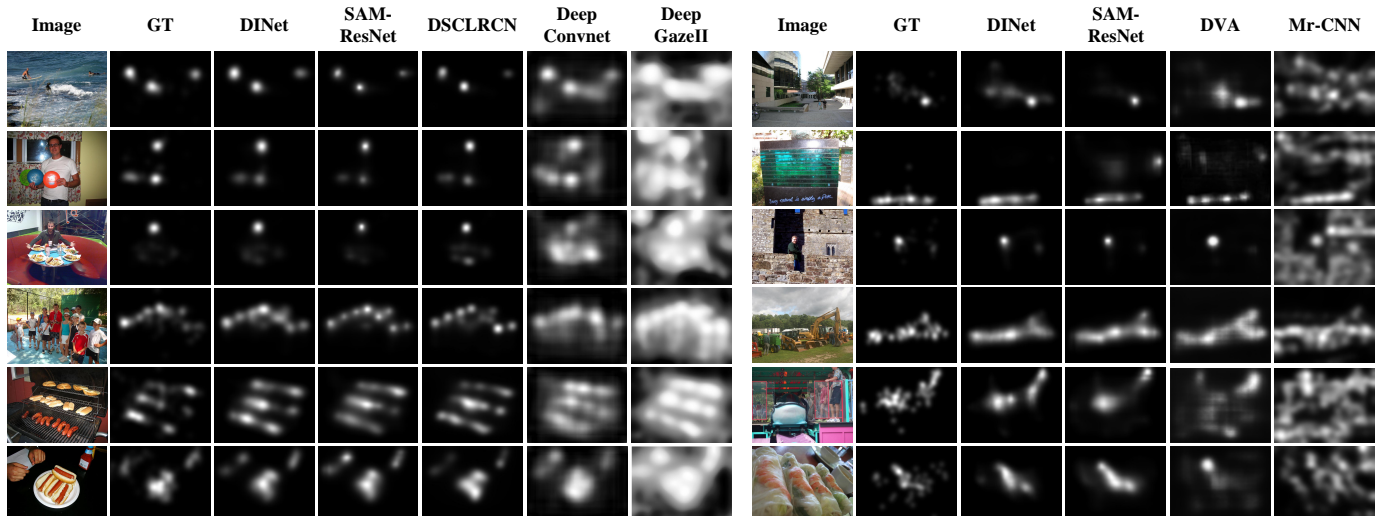 Image GT DINet SAM- ResNet DSCLRCN Deep Convnet Deep GazeII
Image GT DINet SAM- ResNet DVA Mr-CNN